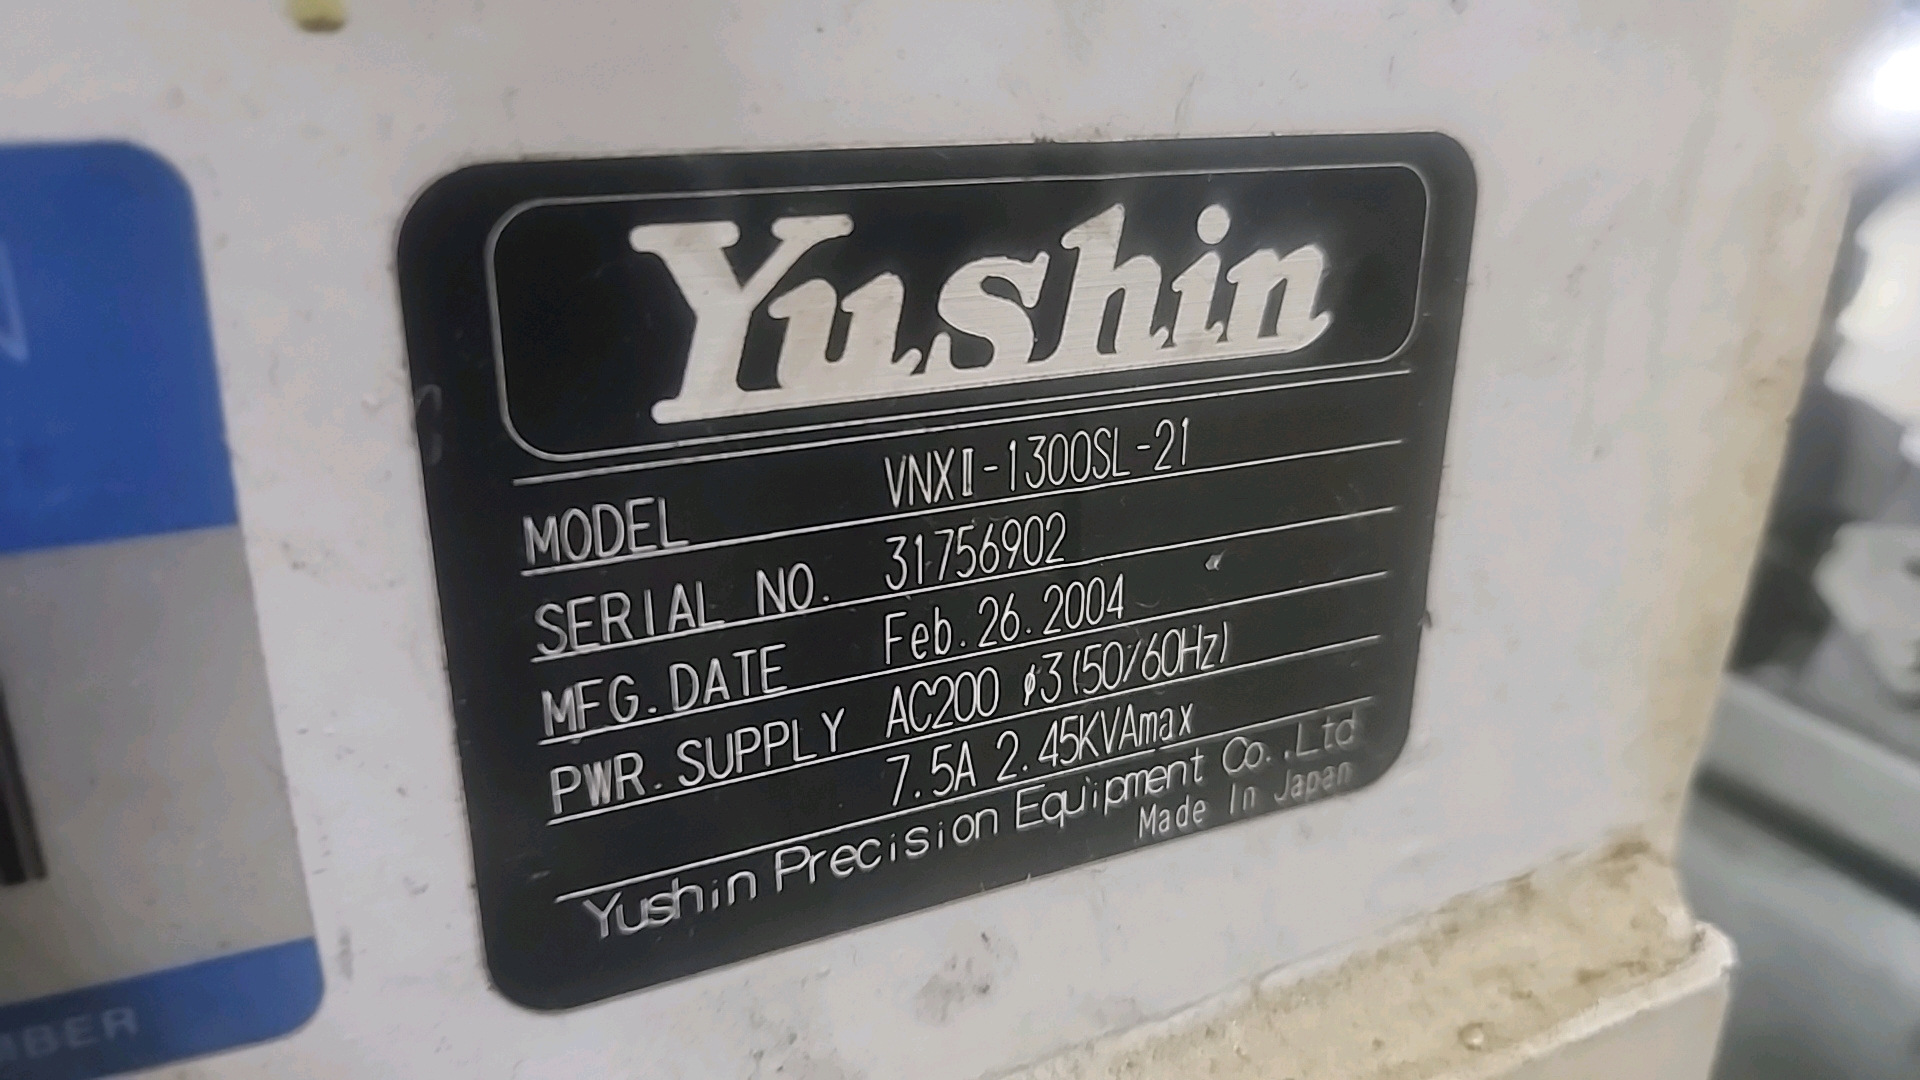 Yushin
MODEL VNXⅡ-1300SL-21
SERIAL NO. 31756902
MFG. DATE Feb. 26. 2004
PWR. SUPPLY AC200 ø3(50/60Hz)
7.5A 2.45KVAmax
Yushin Precision Equipment Co.,Ltd
Made In Japan